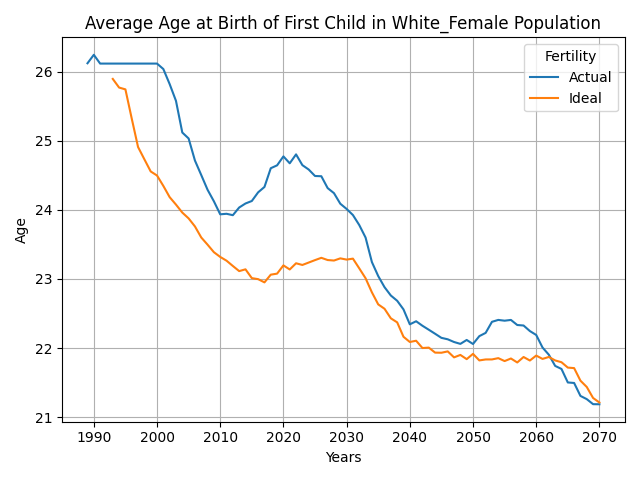 Average Age at Birth of First Child in White_Female Population
Fertility
Actual
Ideal
26
25
24
23
22
21
Age
1990 2000 2010 2020 2030 2040 2050 2060 2070
Years